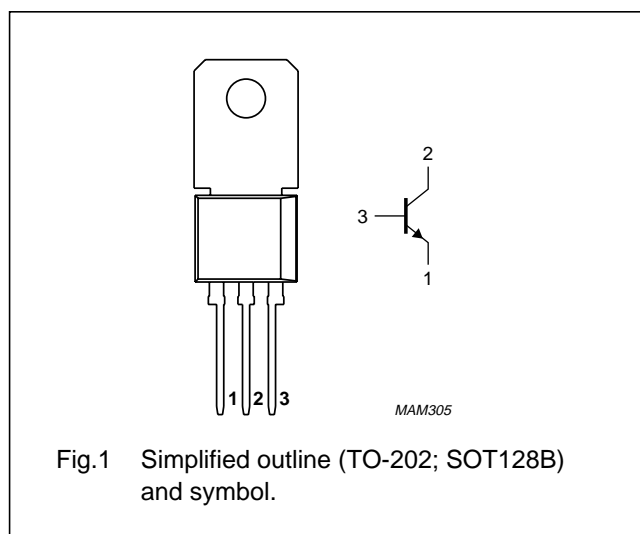 2
3
1
1 2 3
MAM305
Fig.1 Simplified outline (TO-202; SOT128B)
and symbol.